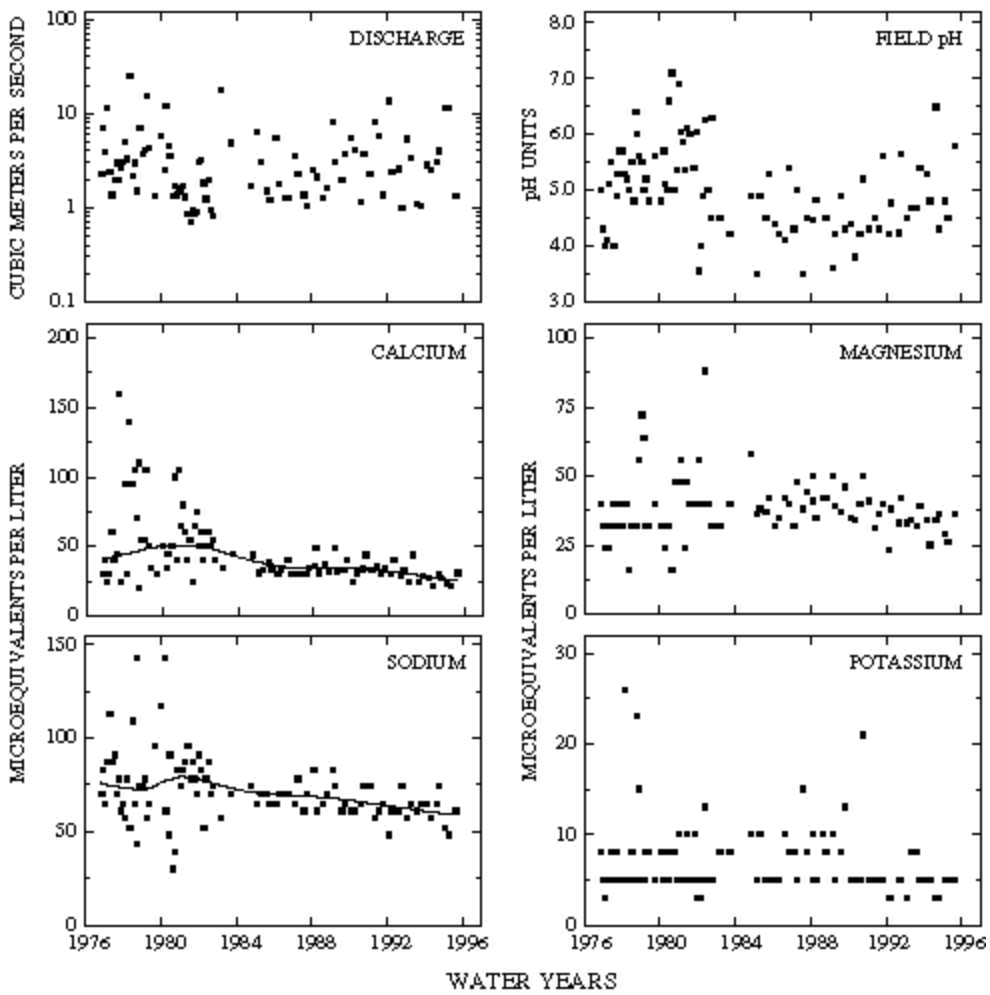 DISCHARGE
CUBIC METERS PER SECOND
100
10
1
0.1
FIELD pH
pH UNITS
8.0
7.0
6.0
5.0
4.0
3.0
CALCIUM
MICROEQUIVALENTS PER LITER
200
150
100
50
0
MAGNESIUM
MICROEQUIVALENTS PER LITER
100
75
50
25
0
SODIUM
150
100
50
0
1976 1980 1984 1988 1992 1996
POTASSIUM
30
20
10
0
1976 1980 1984 1988 1992 1996
WATER YEARS